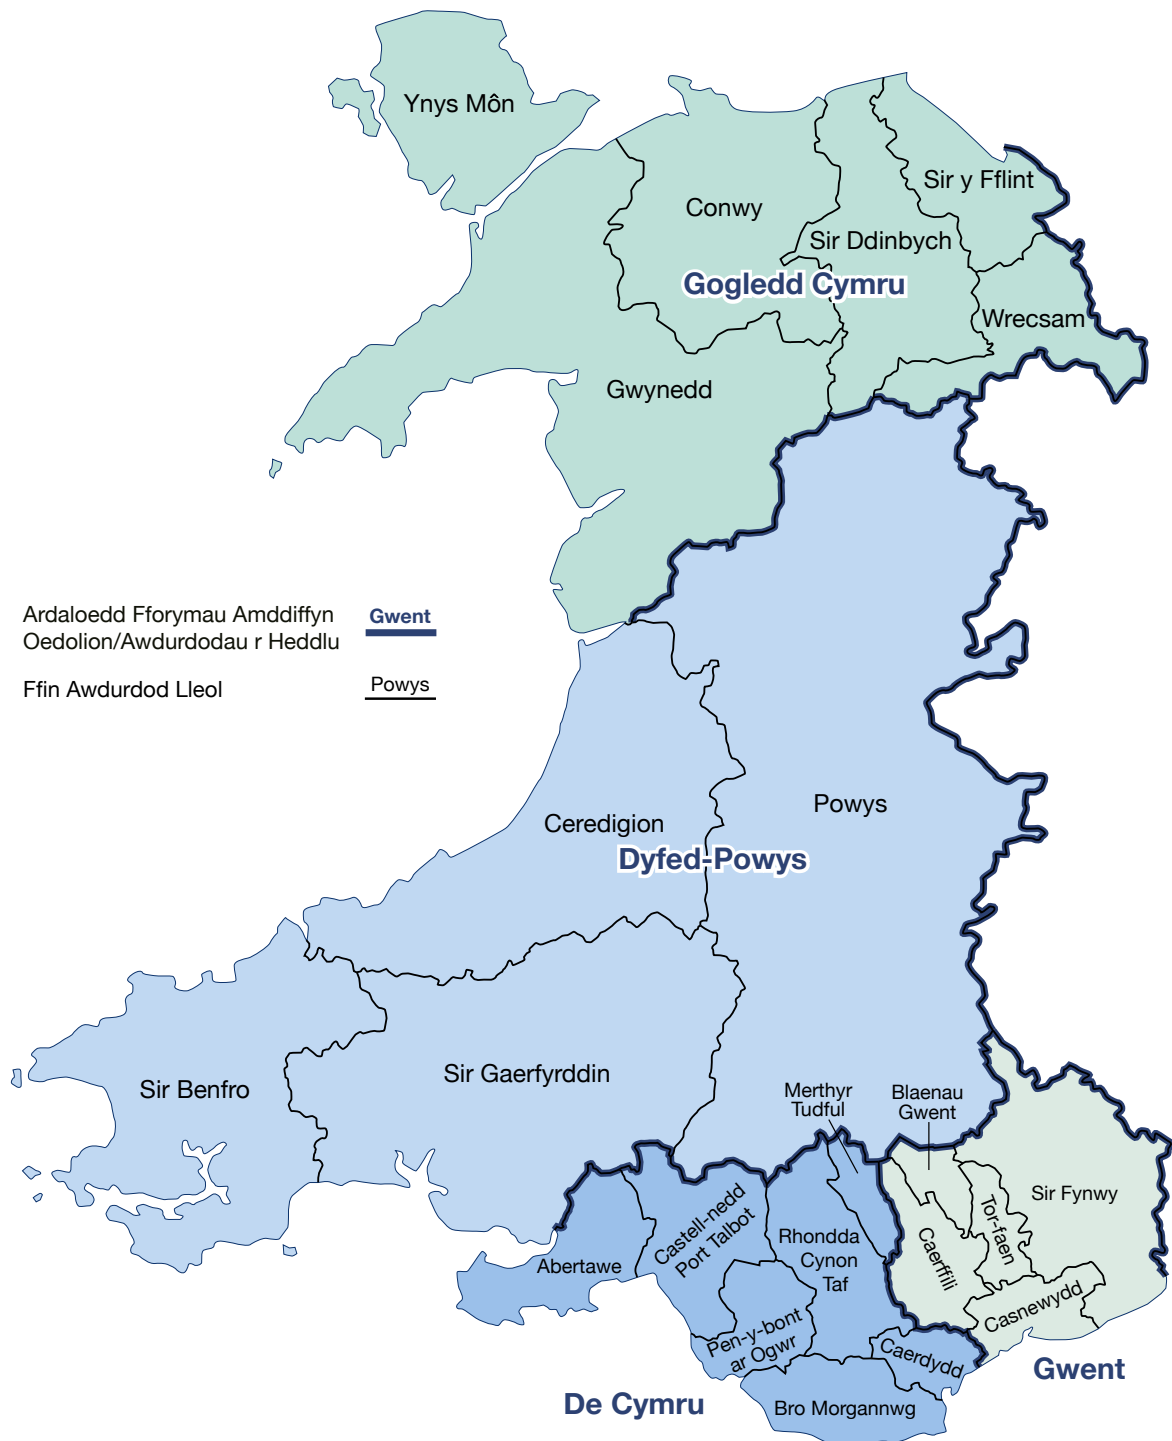 Ynys Môn
Conwy
Sir y Fflint
Sir Ddinbych
Gogledd Cymru
Wrecsam
Gwynedd
Ardaloedd Fforymau Amddiffyn
Oedolion/Awdurdodau r Heddlu
Gwent
Ffin Awdurdod Lleol
Powys
Powys
Ceredigion
Dyfed-Powys
Sir Gaerfyrddin
Sir Benfro
Merthyr
Tudful
Blaenau
Gwent
Sir Fynwy
Tor-faen
Caerffili
Casnewydd
Castell-nedd
Port Talbot
Rhondda
Cynon
Taf
Abertawe
Pen-y-bont
ar Ogwr
Caerdydd
Gwent
De Cymru
Bro Morgannwg